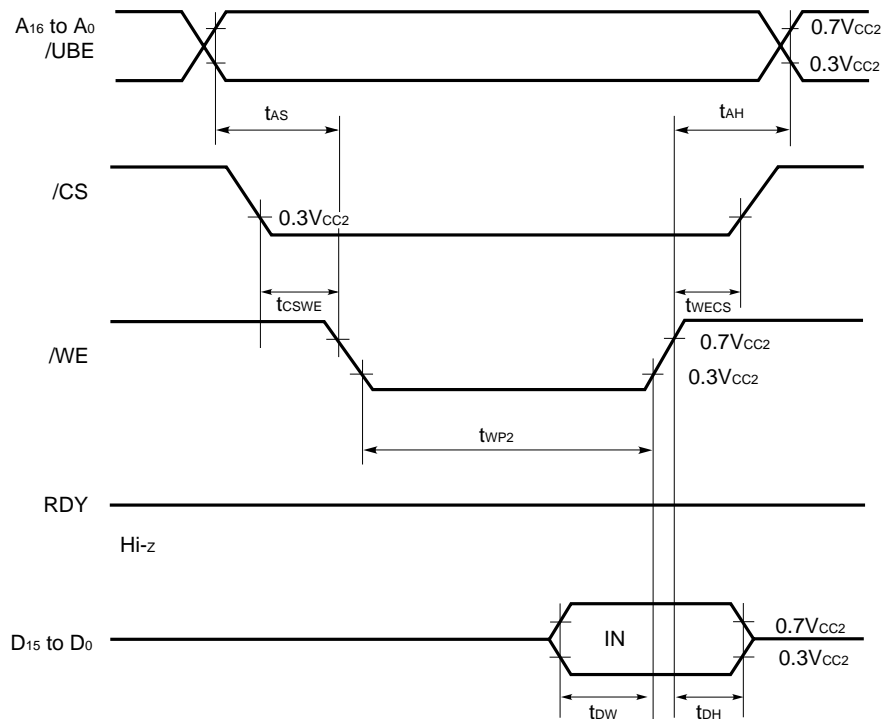 A16 to A0
/UBE
0.7VCC2
0.3VCC2
tAS
tAH
/CS
0.3VCC2
tCSWE
tWECS
/WE
0.7VCC2
0.3VCC2
tWP2
RDY
Hi-Z
D15 to D0
IN
0.7VCC2
0.3VCC2
tDW
tDH